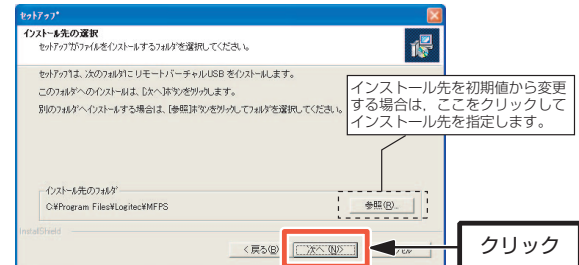 セットアップ
インストール先の選択
セットアップがファイルをインストールするフォルダを選択してください。
セットアップは、次のフォルダにリモートバーチャルUSB をインストールします。
このフォルダへのインストールは、[次へ]ボタンをクリックします。
別のフォルダへインストールする場合は、[参照]ボタンをクリックしてフォルダを選択してください。
インストール先を初期値から変更
する場合は、ここをクリックして
インストール先を指定します。
インストール先のフォルダ
C:¥Program Files¥Logitec¥MFPS
参照(R)...
InstallShield
< 戻る(B)
次へ(N) >
クリック